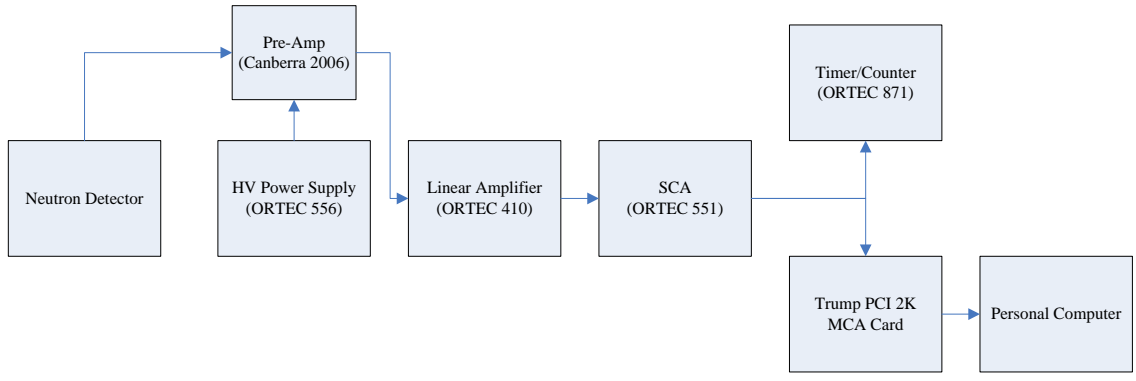 Pre-Amp
(Canberra 2006)
Timer/Counter
(ORTEC 871)
Neutron Detector
HV Power Supply
(ORTEC 556)
Linear Amplifier
(ORTEC 410)
SCA
(ORTEC 551)
Trump PCI 2K
MCA Card
Personal Computer